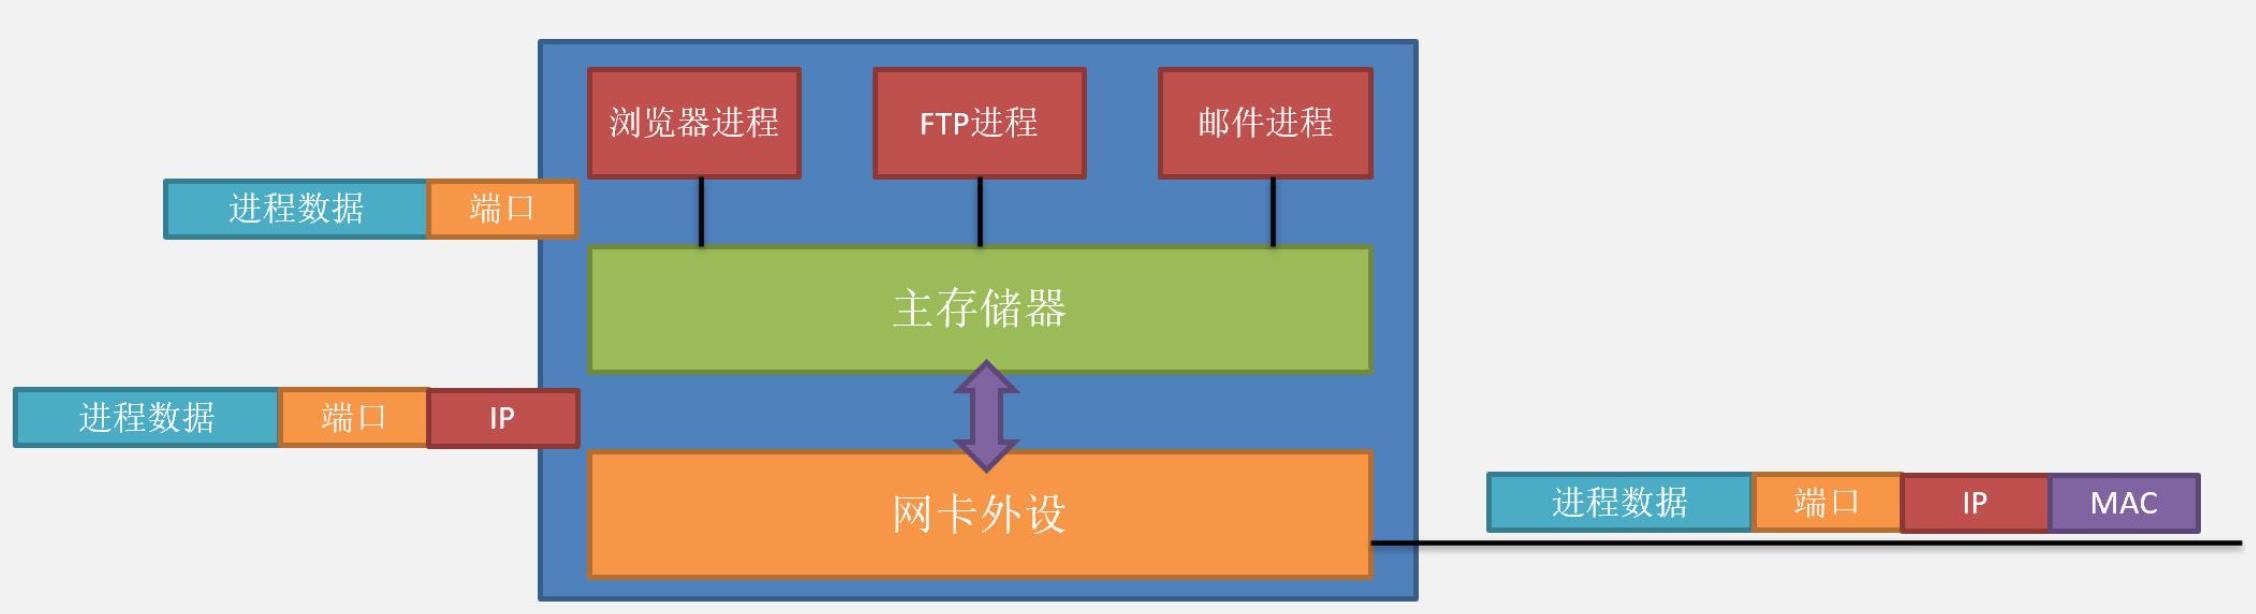 浏览器进程
FTP进程
邮件进程
进程数据
端口
主存储器
进程数据
端口
IP
网卡外设
进程数据
端口
IP
MAC